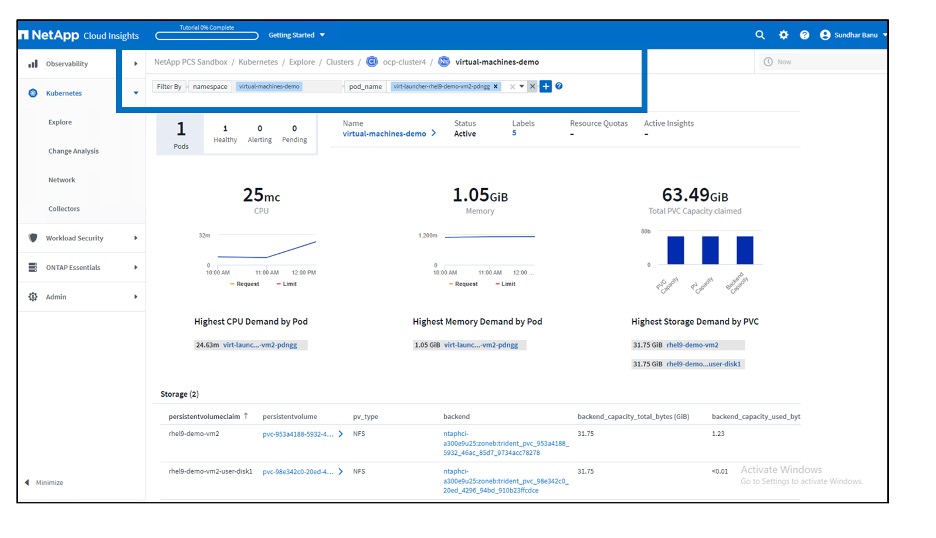 NetApp Cloud Insights
Tutorial 0% Complete
Getting Started
Sundhar Banu
Observability
Kubernetes
Explore
Change Analysis
Network
Collectors
Workload Security
ONTAP Essentials
Admin
Minimize
NetApp PCS Sandbox / Kubernetes / Explore / Clusters / ocp-cluster4 / virtual-machines-demo
Now
Filter By namespace virtual-machines-demo pod_name virt-launcher-rhel9-demo-vm2-pdngg x
1 Pods
1 Healthy
0 Alerting
0 Pending
Name
virtual-machines-demo
Status
Active
Labels
5
Resource Quotas
-
Active Insights
-
25mc
CPU
32m
0
10:00 AM 11:00 AM 12:00 PM
Request Limit
1.05GiB
Memory
1,200m
0
10:00 AM 11:00 AM 12:00 ...
Request Limit
63.49GiB
Total PVC Capacity claimed
80b
0
PVC Capacity
PV Capacity
Backend Capacity
Highest CPU Demand by Pod
24.63m virt-launc...-vm2-pdngg
Highest Memory Demand by Pod
1.05 GiB virt-launc...-vm2-pdngg
Highest Storage Demand by PVC
31.75 GiB rhel9-demo-vm2
31.75 GiB rhel9-demo...user-disk1
Storage (2)
persistentvolumeclaim ↑ persistentvolume pv_type backend backend_capacity_total_bytes (GiB) backend_capacity_used_byt
rhel9-demo-vm2 pvc-953a4188-5932-4... NFS ntaphci-a300e9u25:zoneb:trident_pvc_953a4188_5932_46ac_85d7_9734acc78278 31.75 1.23
rhel9-demo-vm2-user-disk1 pvc-98e342c0-20ed-4... NFS ntaphci-a300e9u25:zoneb:trident_pvc_98e342c0_20ed_4296_94bd_910b23ffcdce 31.75 <0.01
Activate Windows
Go to Settings to activate Windows.